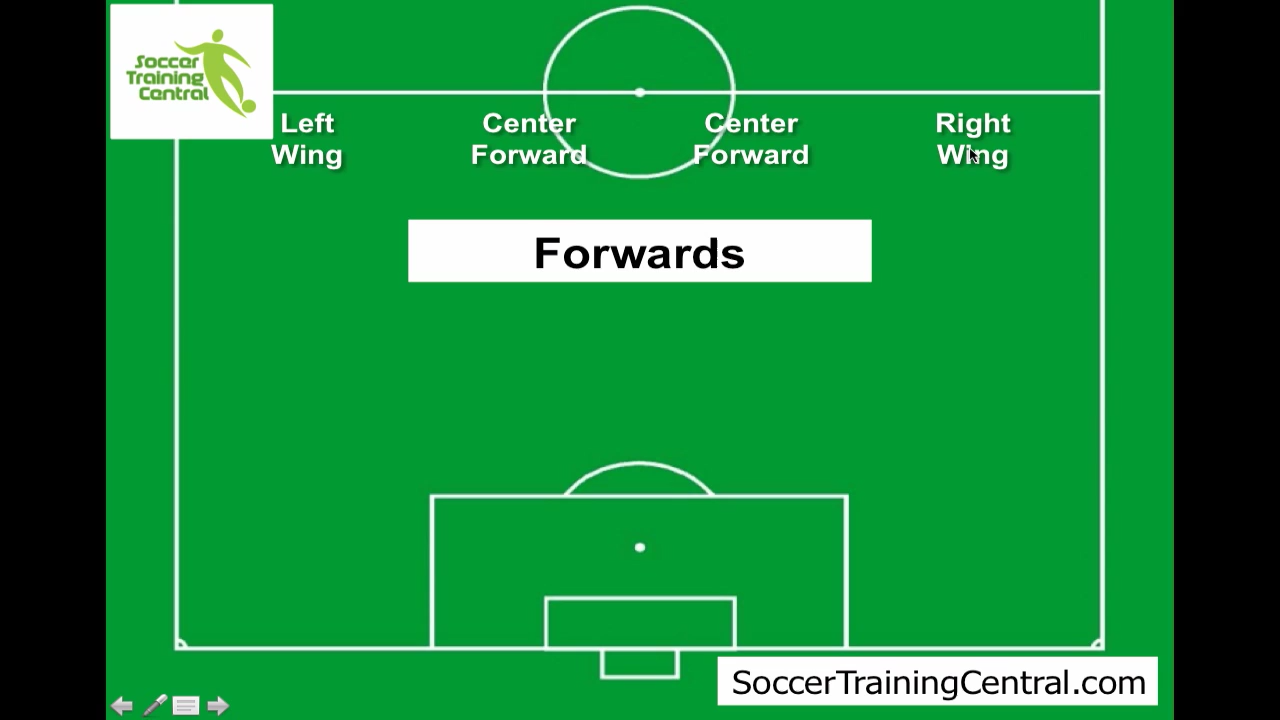 Soccer
Training
Central
Left
Wing
Center
Forward
Center
Forward
Right
Wing
Forwards
SoccerTrainingCentral.com